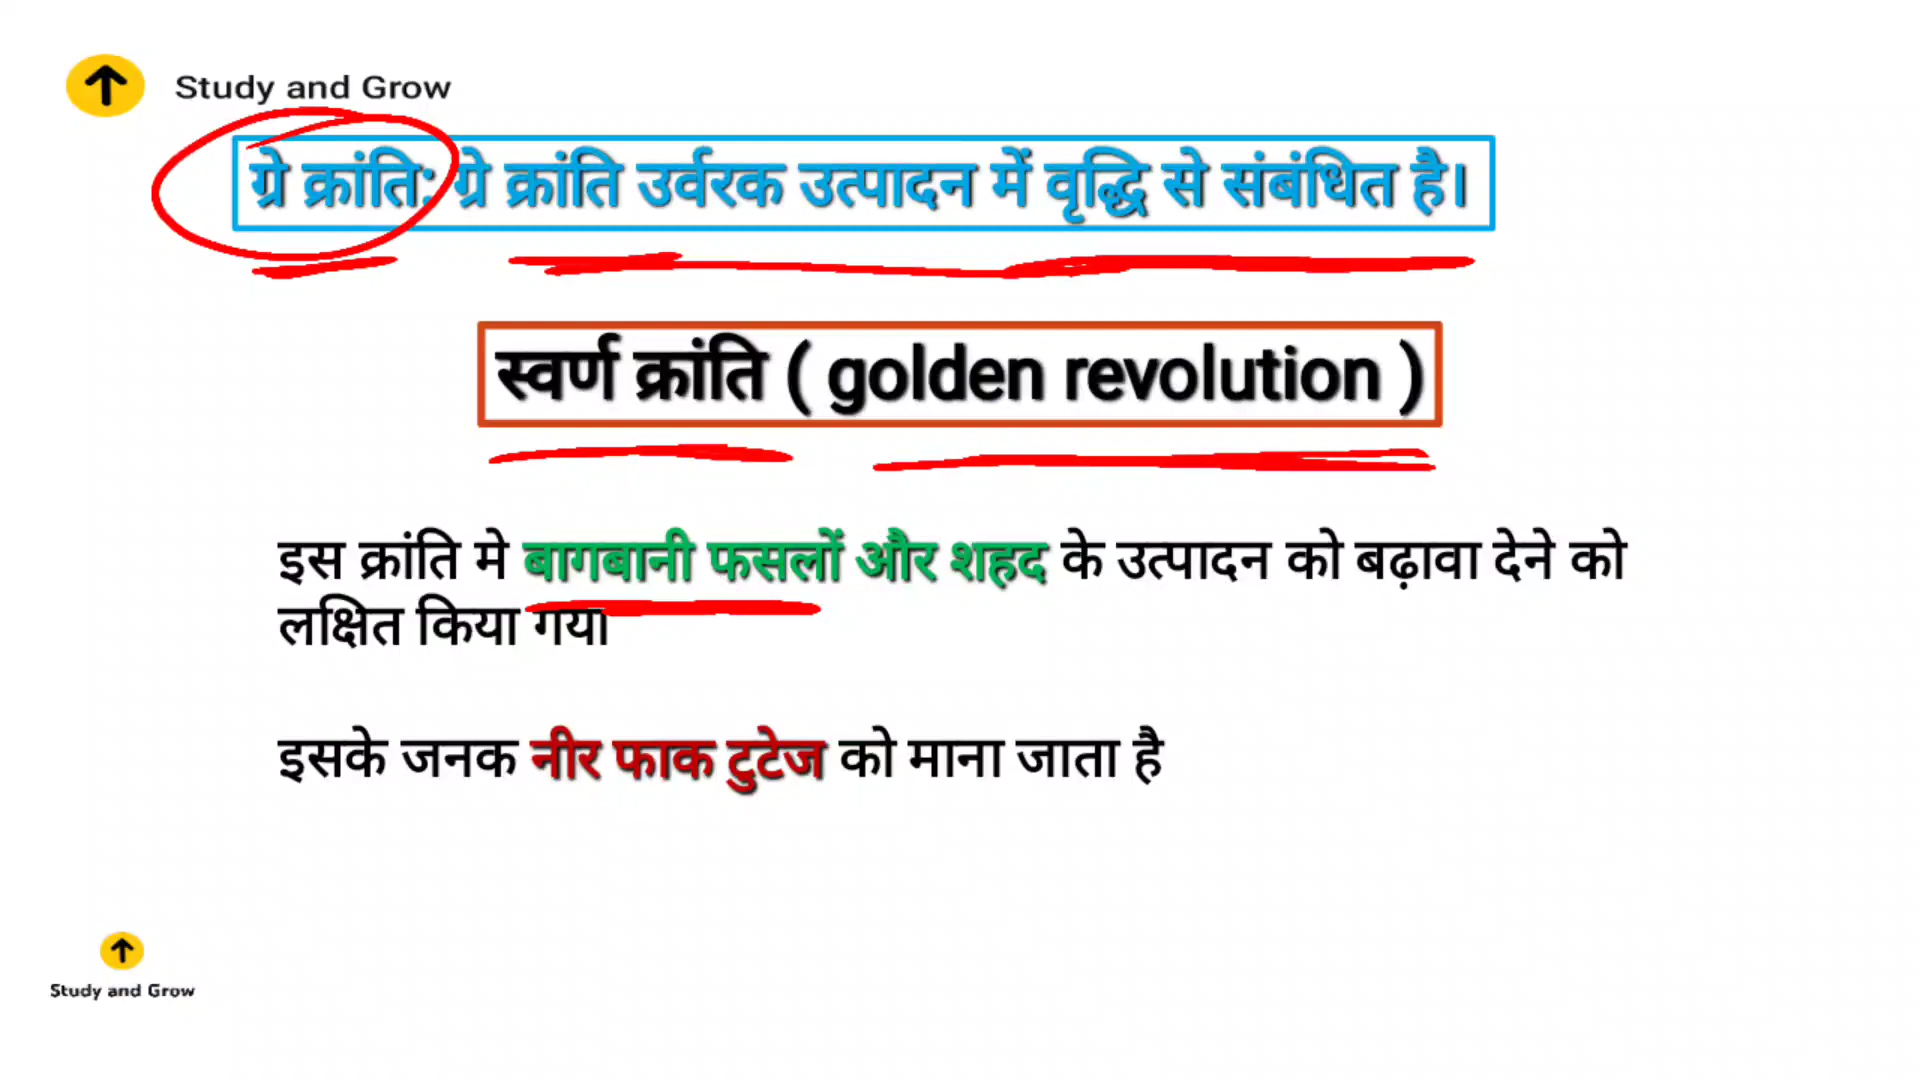 Study and Grow
ग्रे क्रांति: ग्रे क्रांति उर्वरक उत्पादन में वृद्धि से संबंधित है।
स्वर्ण क्रांति ( golden revolution )
इस क्रांति मे बागबानी फसलों और शहद के उत्पादन को बढ़ावा देने को
लक्षित किया गया
इसके जनक नीर फाक टुटेज को माना जाता है
Study and Grow